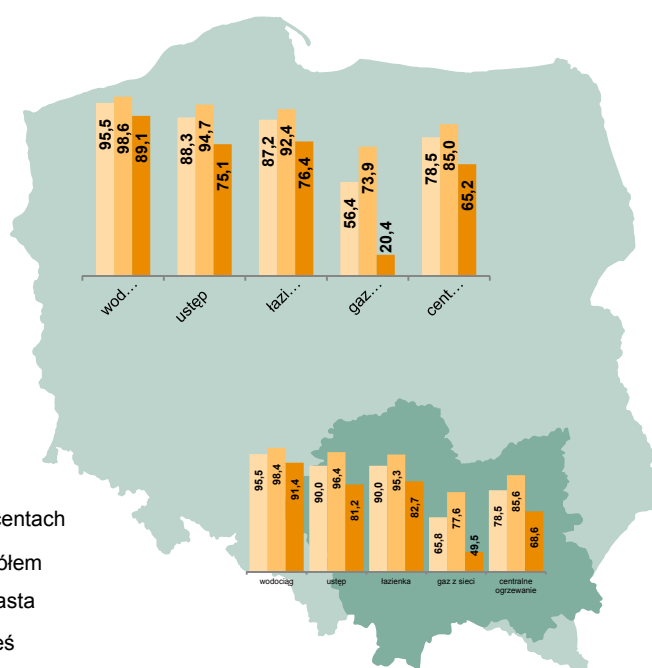 95,5
98,6
89,1
88,3
94,7
75,1
87,2
92,4
76,4
56,4
73,9
20,4
78,5
85,0
65,2
wod…
ustęp
łazi…
gaz…
cent…
95,5
98,4
91,4
90,0
96,4
81,2
90,0
95,3
82,7
65,8
77,6
49,5
78,5
85,6
68,6
wodociąg
ustęp
łazienka
gaz z sieci
centralne
ogrzewanie
centach
ółem
asta
eś